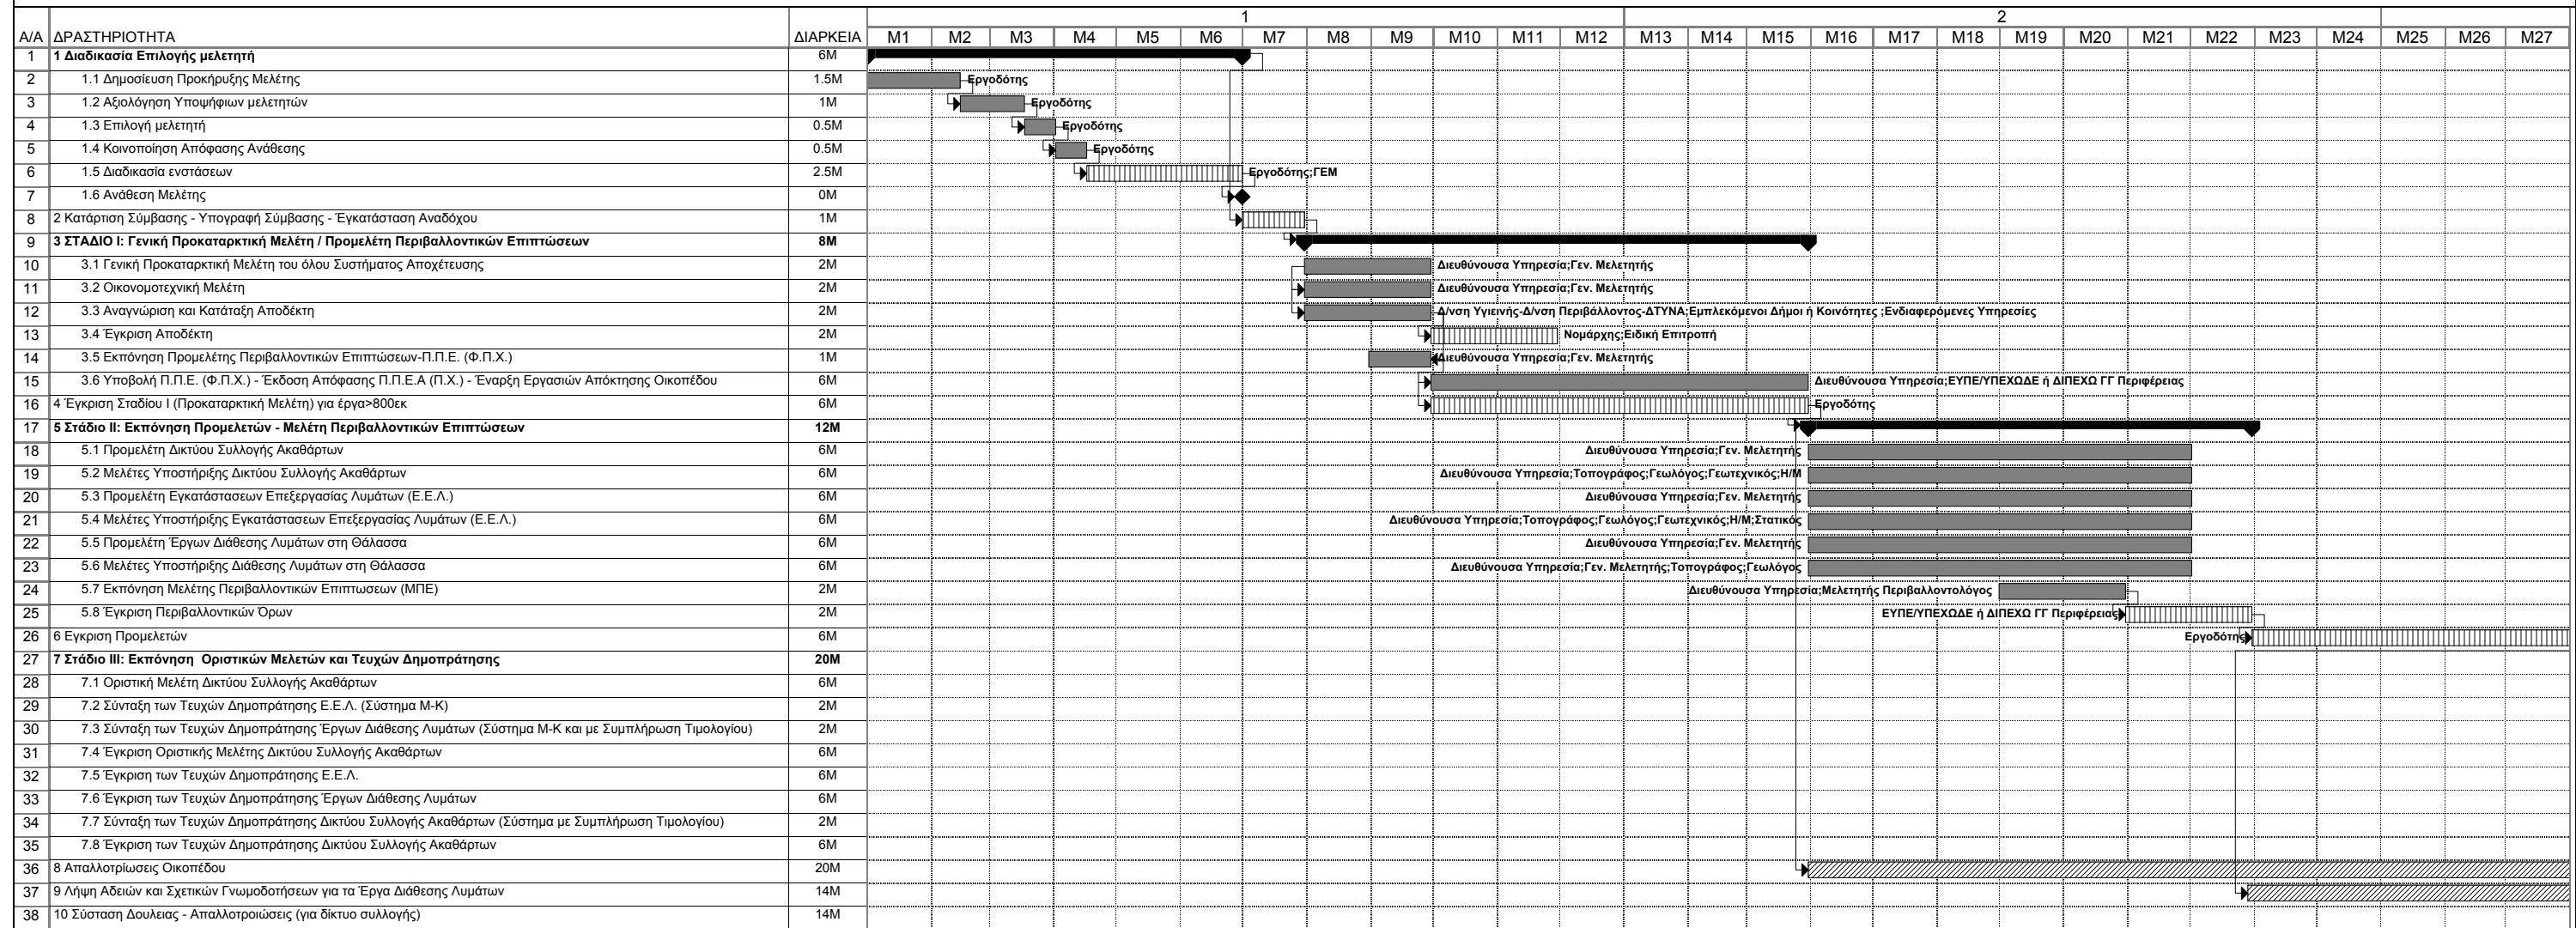 1 2
Α/Α ΔΡΑΣΤΗΡΙΟΤΗΤΑ ΔΙΑΡΚΕΙΑ M1 M2 M3 M4 M5 M6 M7 M8 M9 M10 M11 M12 M13 M14 M15 M16 M17 M18 M19 M20 M21 M22 M23 M24 M25 M26 M27
1 1 Διαδικασία Επιλογής μελετητή 6M
2 1.1 Δημοσίευση Προκήρυξης Μελέτης 1.5M Εργοδότης
3 1.2 Αξιολόγηση Υποψήφιων μελετητών 1M Εργοδότης
4 1.3 Επιλογή μελετητή 0.5M Εργοδότης
5 1.4 Κοινοποίηση Απόφασης Ανάθεσης 0.5M Εργοδότης
6 1.5 Διαδικασία ενστάσεων 2.5M Εργοδότης;ΓΕΜ
7 1.6 Ανάθεση Μελέτης 0M
8 2 Κατάρτιση Σύμβασης - Υπογραφή Σύμβασης - Έγκατάσταση Αναδόχου 1M
9 3 ΣΤΑΔΙΟ Ι: Γενική Προκαταρκτική Μελέτη / Προμελέτη Περιβαλλοντικών Επιπτώσεων 8M
10 3.1 Γενική Προκαταρκτική Μελέτη του όλου Συστήματος Αποχέτευσης 2M Διευθύνουσα Υπηρεσία;Γεν. Μελετητής
11 3.2 Οικονομοτεχνική Μελέτη 2M Διευθύνουσα Υπηρεσία;Γεν. Μελετητής
12 3.3 Αναγνώριση και Κατάταξη Αποδέκτη 2M Δ/νση Υγιεινής-Δ/νση Περιβάλλοντος-ΔΤΥΝΑ;Εμπλεκόμενοι Δήμοι ή Κοινότητες ;Ενδιαφερόμενες Υπηρεσίες
13 3.4 Έγκριση Αποδέκτη 2M Νομάρχης;Ειδική Επιτροπή
14 3.5 Εκπόνηση Προμελέτης Περιβαλλοντικών Επιπτώσεων-Π.Π.Ε. (Φ.Π.Χ.) 1M Διευθύνουσα Υπηρεσία;Γεν. Μελετητής
15 3.6 Υποβολή Π.Π.Ε. (Φ.Π.Χ.) - Έκδοση Απόφασης Π.Π.Ε.Α (Π.Χ.) - Έναρξη Εργασιών Απόκτησης Οικοπέδου 6M Διευθύνουσα Υπηρεσία;ΕΥΠΕ/ΥΠΕΧΩΔΕ ή ΔΙΠΕΧΩ ΓΓ Περιφέρειας
16 4 Έγκριση Σταδίου Ι (Προκαταρκτική Μελέτη) για έργα>800εκ 6M Εργοδότης
17 5 Στάδιο ΙΙ: Εκπόνηση Προμελετών - Μελέτη Περιβαλλοντικών Επιπτώσεων 12M
18 5.1 Προμελέτη Δικτύου Συλλογής Ακαθάρτων 6M Διευθύνουσα Υπηρεσία;Γεν. Μελετητής
19 5.2 Μελέτες Υποστήριξης Δικτύου Συλλογής Ακαθάρτων 6M Διευθύνουσα Υπηρεσία;Τοπογράφος;Γεωλόγος;Γεωτεχνικός;Η/Μ
20 5.3 Προμελέτη Εγκατάστασεων Επεξεργασίας Λυμάτων (Ε.Ε.Λ.) 6M Διευθύνουσα Υπηρεσία;Γεν. Μελετητής
21 5.4 Μελέτες Υποστήριξης Εγκατάστασεων Επεξεργασίας Λυμάτων (Ε.Ε.Λ.) 6M Διευθύνουσα Υπηρεσία;Τοπογράφος;Γεωλόγος;Γεωτεχνικός;Η/Μ;Στατικός
22 5.5 Προμελέτη Έργων Διάθεσης Λυμάτων στη Θάλασσα 6M Διευθύνουσα Υπηρεσία;Γεν. Μελετητής
23 5.6 Μελέτες Υποστήριξης Διάθεσης Λυμάτων στη Θάλασσα 6M Διευθύνουσα Υπηρεσία;Γεν. Μελετητής;Τοπογράφος;Γεωλόγος
24 5.7 Εκπόνηση Μελέτης Περιβαλλοντικών Επιπτωσεων (ΜΠΕ) 2M Διευθύνουσα Υπηρεσία;Μελετητής Περιβαλλοντολόγος
25 5.8 Έγκριση Περιβαλλοντικών Όρων 2M ΕΥΠΕ/ΥΠΕΧΩΔΕ ή ΔΙΠΕΧΩ ΓΓ Περιφέρειας
26 6 Εγκριση Προμελετών 6M Εργοδότης
27 7 Στάδιο ΙΙΙ: Εκπόνηση Οριστικών Μελετών και Τευχών Δημοπράτησης 20M
28 7.1 Οριστική Μελέτη Δικτύου Συλλογής Ακαθάρτων 6M
29 7.2 Σύνταξη των Τευχών Δημοπράτησης Ε.Ε.Λ. (Σύστημα Μ-Κ) 2M
30 7.3 Σύνταξη των Τευχών Δημοπράτησης Έργων Διάθεσης Λυμάτων (Σύστημα Μ-Κ και με Συμπλήρωση Τιμολογίου) 2M
31 7.4 Έγκριση Οριστικής Μελέτης Δικτύου Συλλογής Ακαθάρτων 6M
32 7.5 Έγκριση των Τευχών Δημοπράτησης Ε.Ε.Λ. 6M
33 7.6 Έγκριση των Τευχών Δημοπράτησης Έργων Διάθεσης Λυμάτων 6M
34 7.7 Σύνταξη των Τευχών Δημοπράτησης Δικτύου Συλλογής Ακαθάρτων (Σύστημα με Συμπλήρωση Τιμολογίου) 2M
35 7.8 Έγκριση των Τευχών Δημοπράτησης Δικτύου Συλλογής Ακαθάρτων 6M
36 8 Απαλλοτρίωσεις Οικοπέδου 20M
37 9 Λήψη Αδειών και Σχετικών Γνωμοδοτήσεων για τα Έργα Διάθεσης Λυμάτων 14M
38 10 Σύσταση Δουλειας - Απαλλοτροιώσεις (για δίκτυο συλλογής) 14M